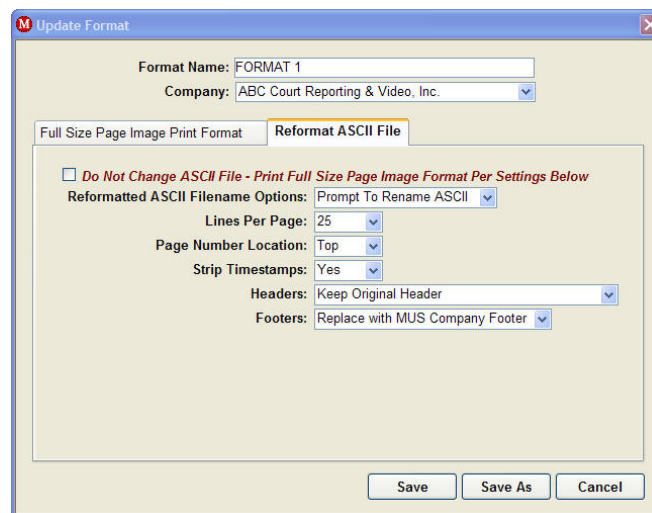 M Update Format
Format Name: FORMAT 1
Company: ABC Court Reporting & Video, Inc.
Full Size Page Image Print Format Reformat ASCII File
Do Not Change ASCII File - Print Full Size Page Image Format Per Settings Below
Reformatted ASCII Filename Options: Prompt To Rename ASCII
Lines Per Page: 25
Page Number Location: Top
Strip Timestamps: Yes
Headers: Keep Original Header
Footers: Replace with MUS Company Footer
Save Save As Cancel